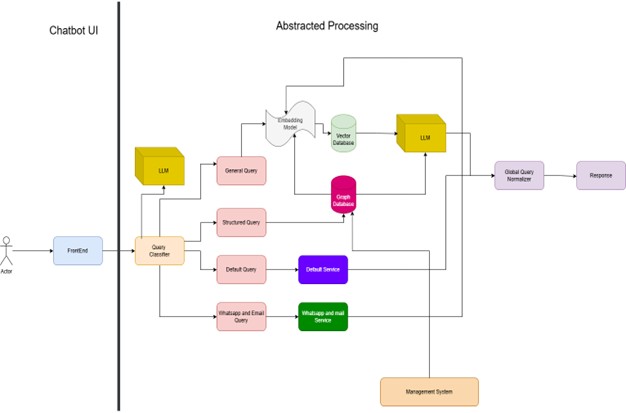 Chatbot UI
Abstracted Processing
Embedding
Model
Vector
Database
LLM
LLM
General Query
Global Query
Normalizer
Response
Graph
Database
Structured Query
Actor
FrontEnd
Query
Classifier
Default Query
Default Service
Whatsapp and Email
Query
Whatsapp and mail
Service
Management System